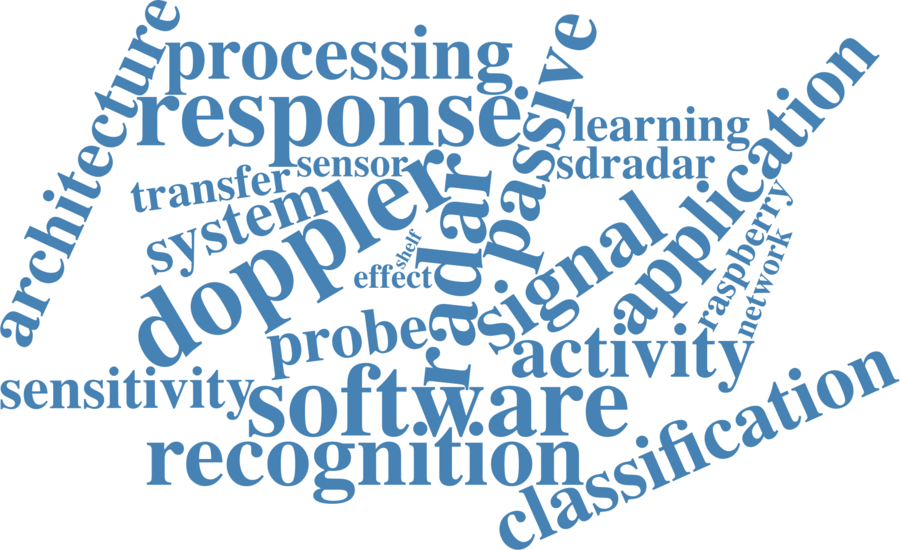 architecture
processing
response
passive
learning
application
sensor
sdradar
transfer
system
doppler
radar
shelf
effect
signal
raspberry
network
probe
activity
sensitivity
software
recognition
classification